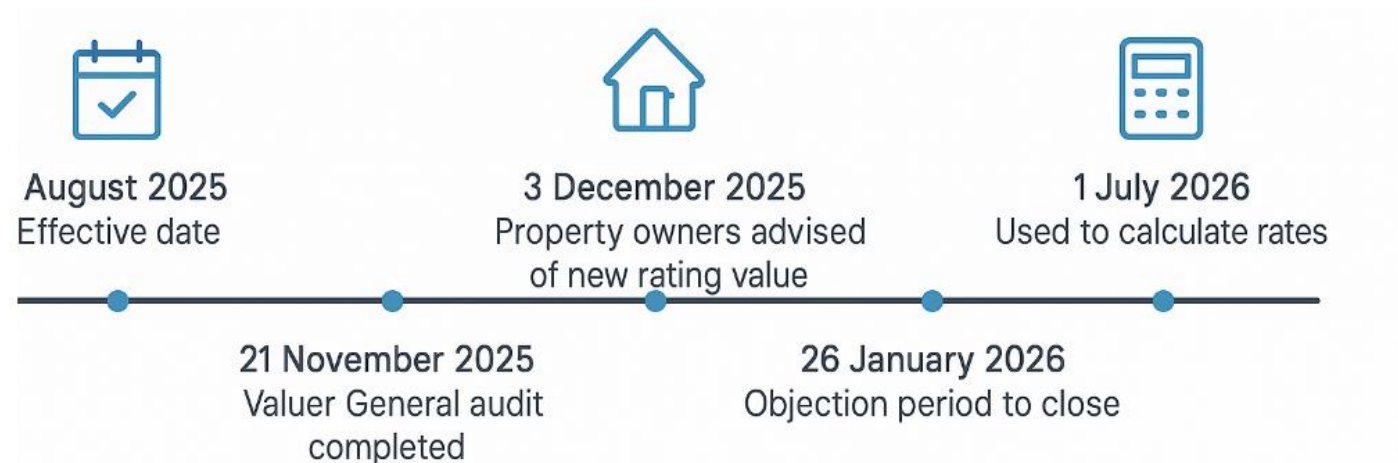 August 2025
Effective date
21 November 2025
Valuer General audit
completed
3 December 2025
Property owners advised
of new rating value
26 January 2026
Objection period to close
1 July 2026
Used to calculate rates